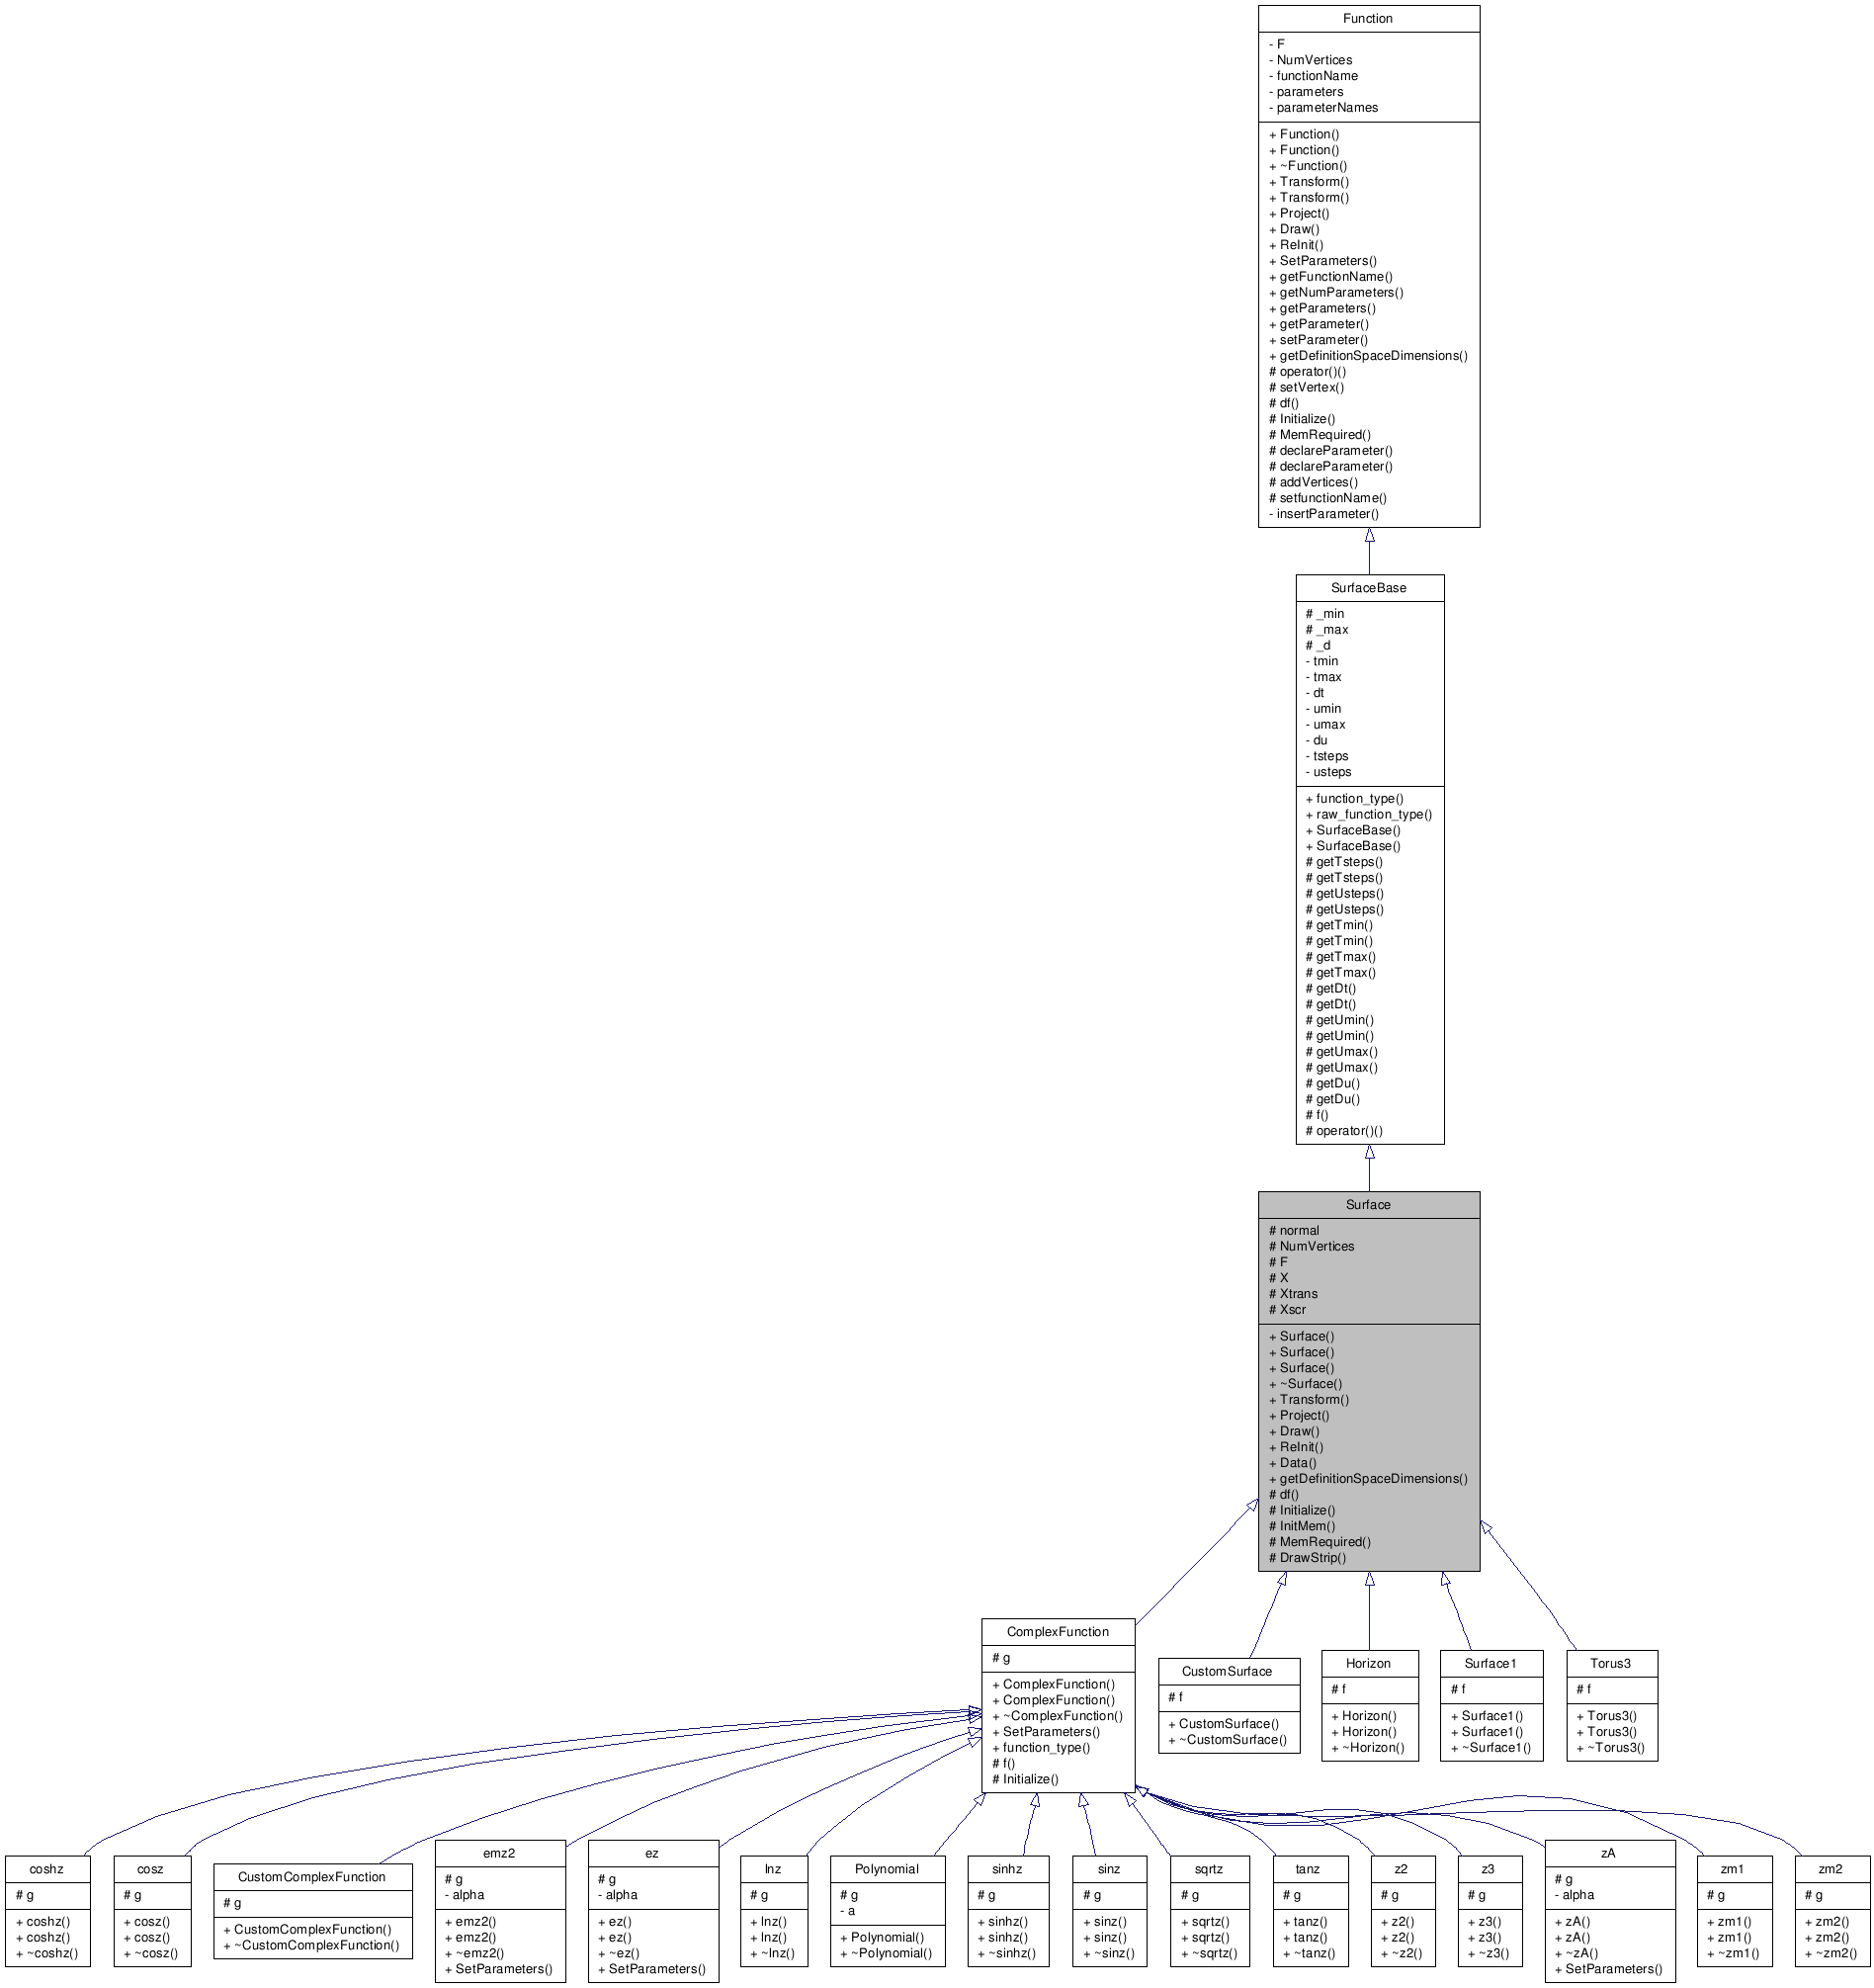 Function
- F
- NumVertices
- functionName
- parameters
- parameterNames
+ Function()
+ Function()
+ ~Function()
+ Transform()
+ Transform()
+ Project()
+ Draw()
+ ReInit()
+ SetParameters()
+ getFunctionName()
+ getNumParameters()
+ getParameters()
+ getParameter()
+ setParameter()
+ getDefinitionSpaceDimensions()
# operator()()
# setVertex()
# df()
# Initialize()
# MemRequired()
# declareParameter()
# declareParameter()
# addVertices()
# setfunctionName()
- insertParameter()
SurfaceBase
# _min
# _max
# _d
- tmin
- tmax
- dt
- umin
- umax
- du
- tsteps
- usteps
+ function_type()
+ raw_function_type()
+ SurfaceBase()
+ SurfaceBase()
# getTsteps()
# getTsteps()
# getUsteps()
# getUsteps()
# getTmin()
# getTmin()
# getTmax()
# getTmax()
# getDt()
# getDt()
# getUmin()
# getUmin()
# getUmax()
# getUmax()
# getDu()
# getDu()
# f()
# operator()()
Surface
# normal
# NumVertices
# F
# X
# Xtrans
# Xscr
+ Surface()
+ Surface()
+ Surface()
+ ~Surface()
+ Transform()
+ Project()
+ Draw()
+ ReInit()
+ Data()
+ getDefinitionSpaceDimensions()
# df()
# Initialize()
# InitMem()
# MemRequired()
# DrawStrip()
ComplexFunction
# g
+ ComplexFunction()
+ ComplexFunction()
+ ~ComplexFunction()
+ SetParameters()
+ function_type()
# f()
# Initialize()
CustomSurface
# f
+ CustomSurface()
+ ~CustomSurface()
Horizon
# f
+ Horizon()
+ Horizon()
+ ~Horizon()
Surface1
# f
+ Surface1()
+ Surface1()
+ ~Surface1()
Torus3
# f
+ Torus3()
+ Torus3()
+ ~Torus3()
coshz
# g
+ coshz()
+ coshz()
+ ~coshz()
cosz
# g
+ cosz()
+ cosz()
+ ~cosz()
CustomComplexFunction
# g
+ CustomComplexFunction()
+ ~CustomComplexFunction()
emz2
# g
- alpha
+ emz2()
+ emz2()
+ ~emz2()
+ SetParameters()
ez
# g
- alpha
+ ez()
+ ez()
+ ~ez()
+ SetParameters()
lnz
# g
+ lnz()
+ lnz()
+ ~lnz()
Polynomial
# g
- a
+ Polynomial()
+ ~Polynomial()
sinhz
# g
+ sinhz()
+ sinhz()
+ ~sinhz()
sinz
# g
+ sinz()
+ sinz()
+ ~sinz()
sqrtz
# g
+ sqrtz()
+ sqrtz()
+ ~sqrtz()
tanz
# g
+ tanz()
+ tanz()
+ ~tanz()
z2
# g
+ z2()
+ z2()
+ ~z2()
z3
# g
+ z3()
+ z3()
+ ~z3()
zA
# g
- alpha
+ zA()
+ zA()
+ ~zA()
+ SetParameters()
zm1
# g
+ zm1()
+ zm1()
+ ~zm1()
zm2
# g
+ zm2()
+ zm2()
+ ~zm2()